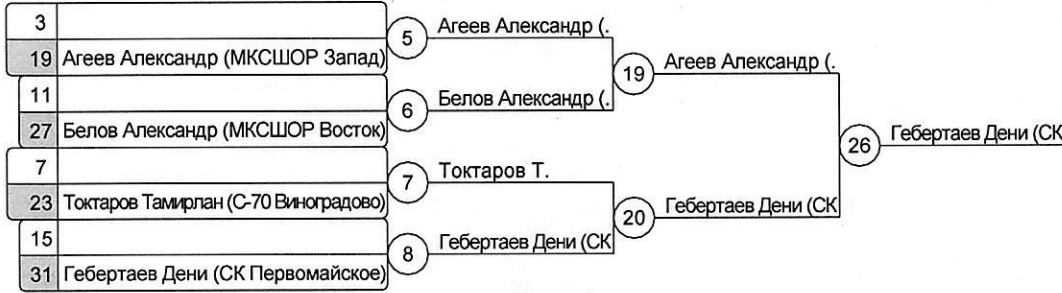 3
19 Агеев Александр (МКСШОР Запад)
11
27 Белов Александр (МКСШОР Восток)
7
23 Токтаров Тамирлан (С-70 Виноградово)
15
31 Гебертаев Дени (СК Первомайское)
5 Агеев Александр (.
6 Белов Александр (.
7 Токтаров Т.
8 Гебертаев Дени (СК
19 Агеев Александр (.
20 Гебертаев Дени (СК
26 Гебертаев Дени (СК